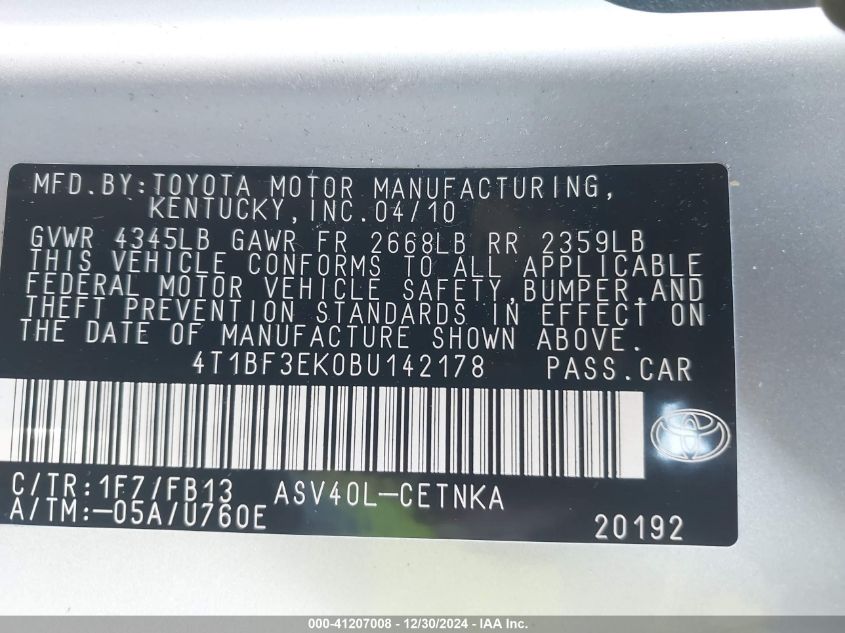 MFD.BY:TOYOTA MOTOR MANUFACTURING,
KENTUCKY,INC.04/10
GVWR 4345LB GAWR FR 2668LB RR 2359LB
THIS VEHICLE CONFORMS TO ALL APPLICABLE
FEDERAL MOTOR VEHICLE SAFETY,BUMPER,AND
THEFT PREVENTION STANDARDS IN EFFECT ON
THE DATE OF MANUFACTURE SHOWN ABOVE.
4T1BF3EK0BU142178 PASS.CAR
C/TR:1F7/FB13 ASV40L-CETNKA
A/TM:-05A/U760E 20192
000-41207008 - 12/30/2024 - IAA Inc.